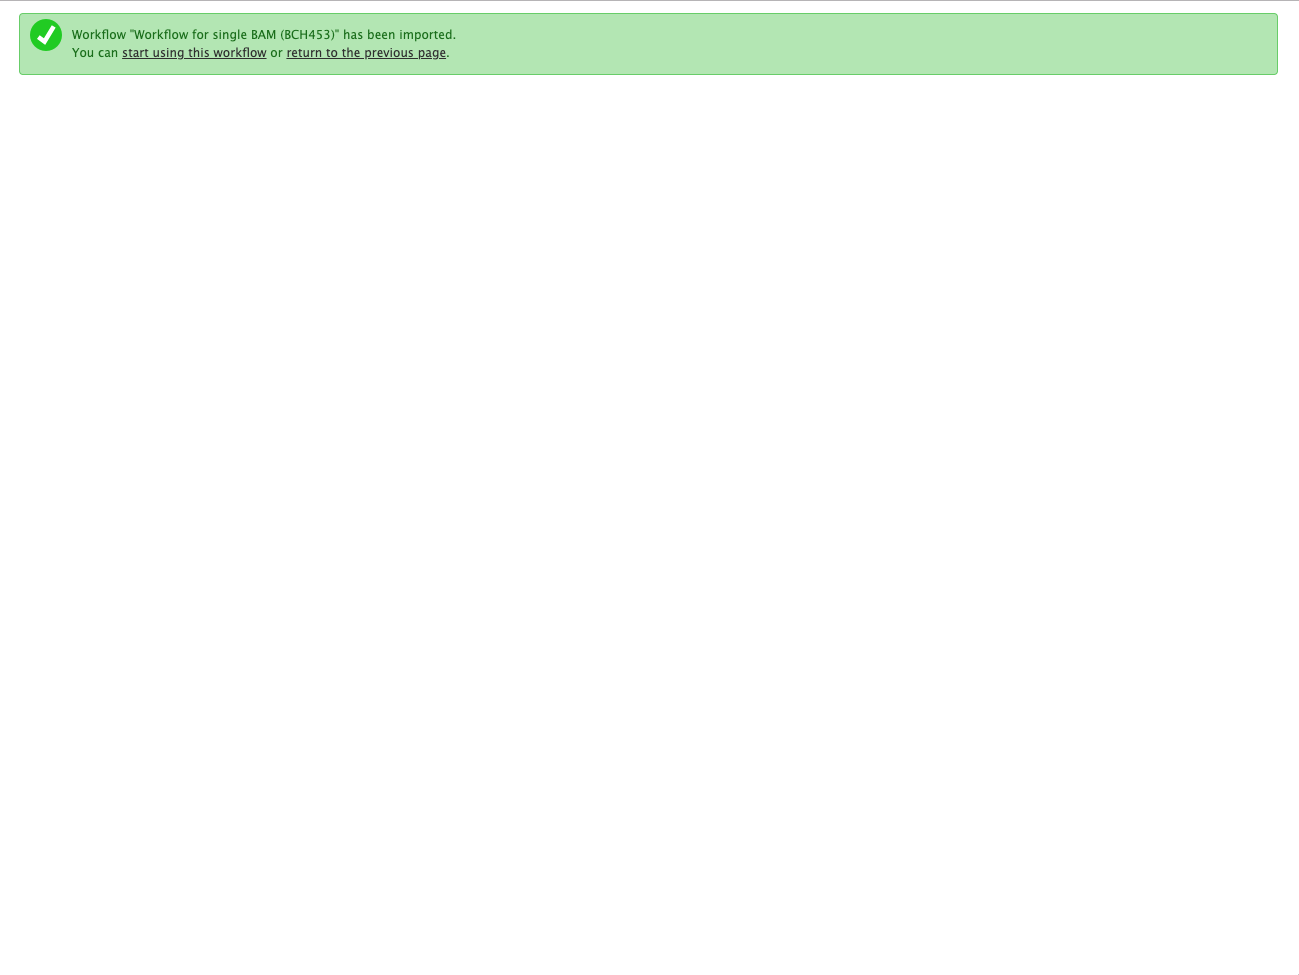 Workflow "Workflow for single BAM (BCH453)" has been imported.
You can start using this workflow or return to the previous page.